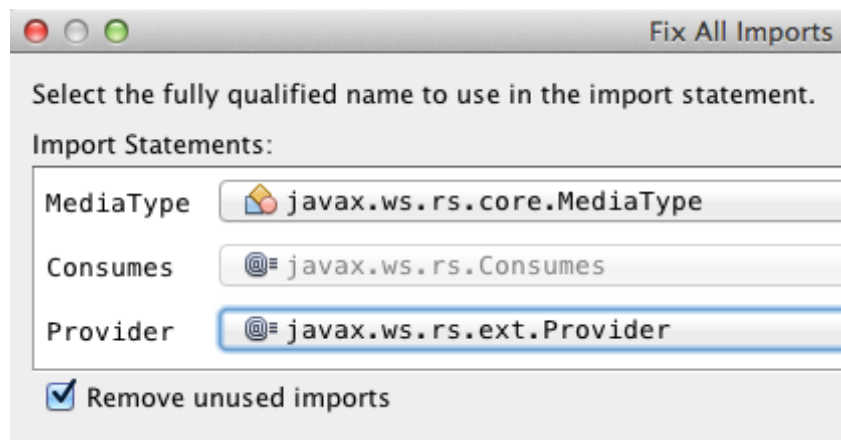 Fix All Imports
Select the fully qualified name to use in the import statement.
Import Statements:
MediaType javax.ws.rs.core.MediaType
Consumes javax.ws.rs.Consumes
Provider javax.ws.rs.ext.Provider
Remove unused imports